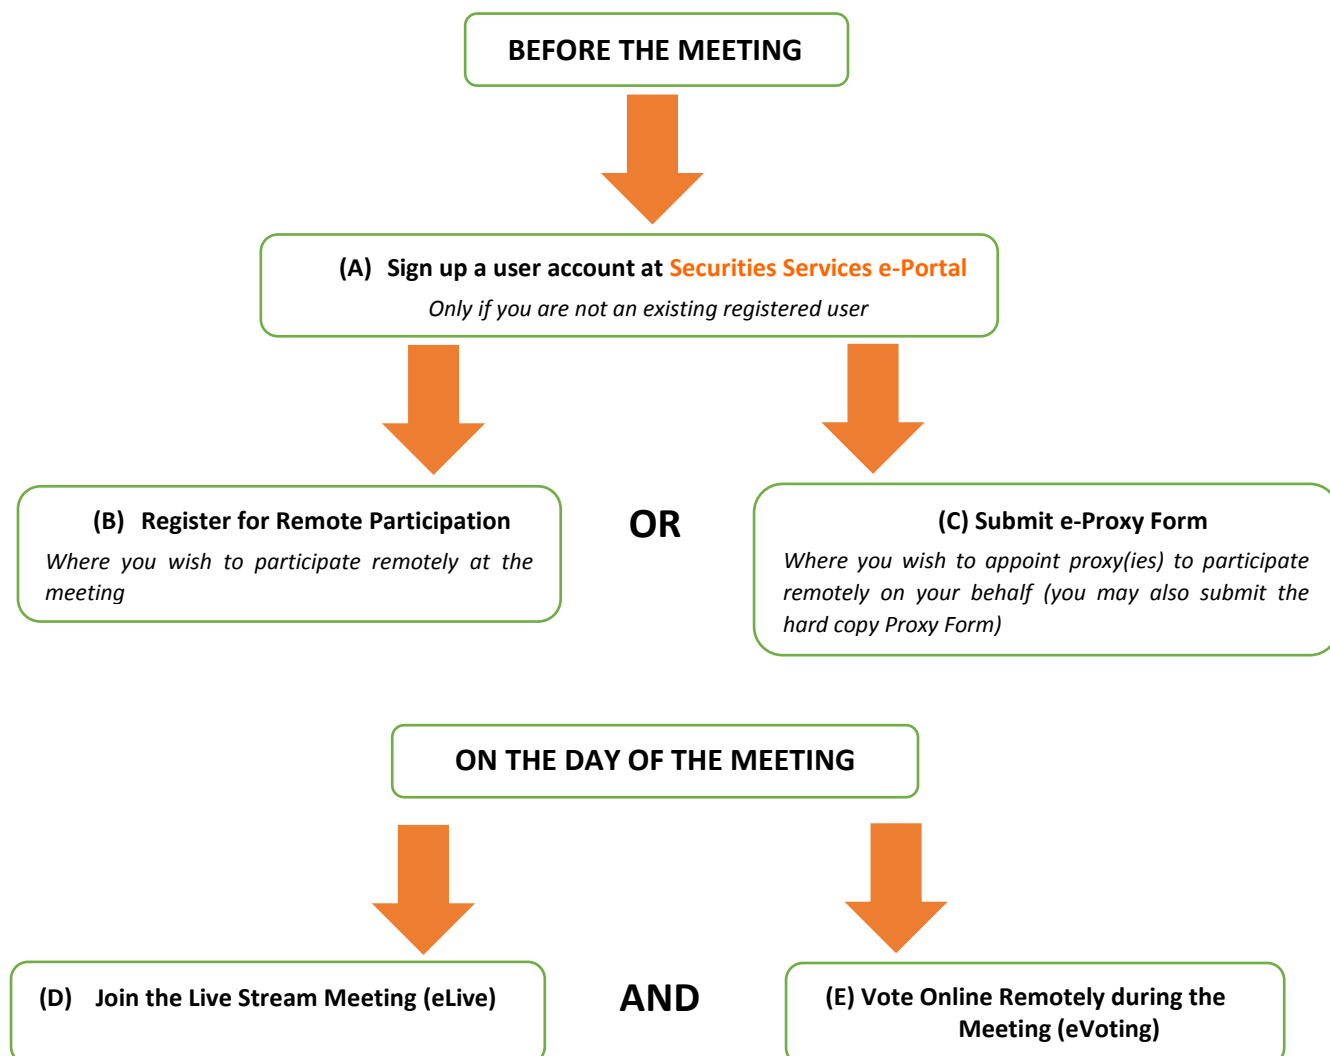 BEFORE THE MEETING
(A) Sign up a user account at Securities Services e-Portal
Only if you are not an existing registered user
(B) Register for Remote Participation
Where you wish to participate remotely at the
meeting
OR
(C) Submit e-Proxy Form
Where you wish to appoint proxy(ies) to participate
remotely on your behalf (you may also submit the
hard copy Proxy Form)
ON THE DAY OF THE MEETING
(D) Join the Live Stream Meeting (eLive)
AND
(E) Vote Online Remotely during the
Meeting (eVoting)